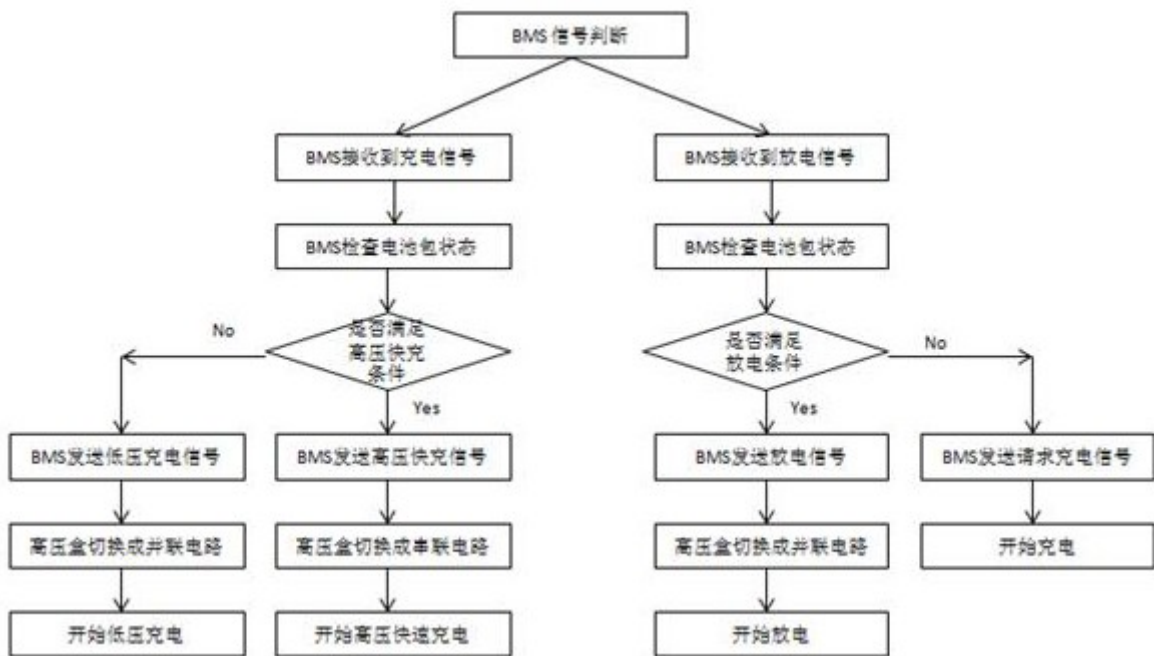 BMS 信号判断
BMS接收到充电信号
BMS接收到放电信号
BMS检查电池包状态
BMS检查电池包状态
No
是否满足
高压快充
条件
是否满足
放电条件
No
Yes
Yes
BMS发送低压充电信号
BMS发送高压快充信号
BMS发送放电信号
BMS发送请求充电信号
高压盒切换成并联电路
高压盒切换成串联电路
高压盒切换成并联电路
开始充电
开始低压充电
开始高压快速充电
开始放电